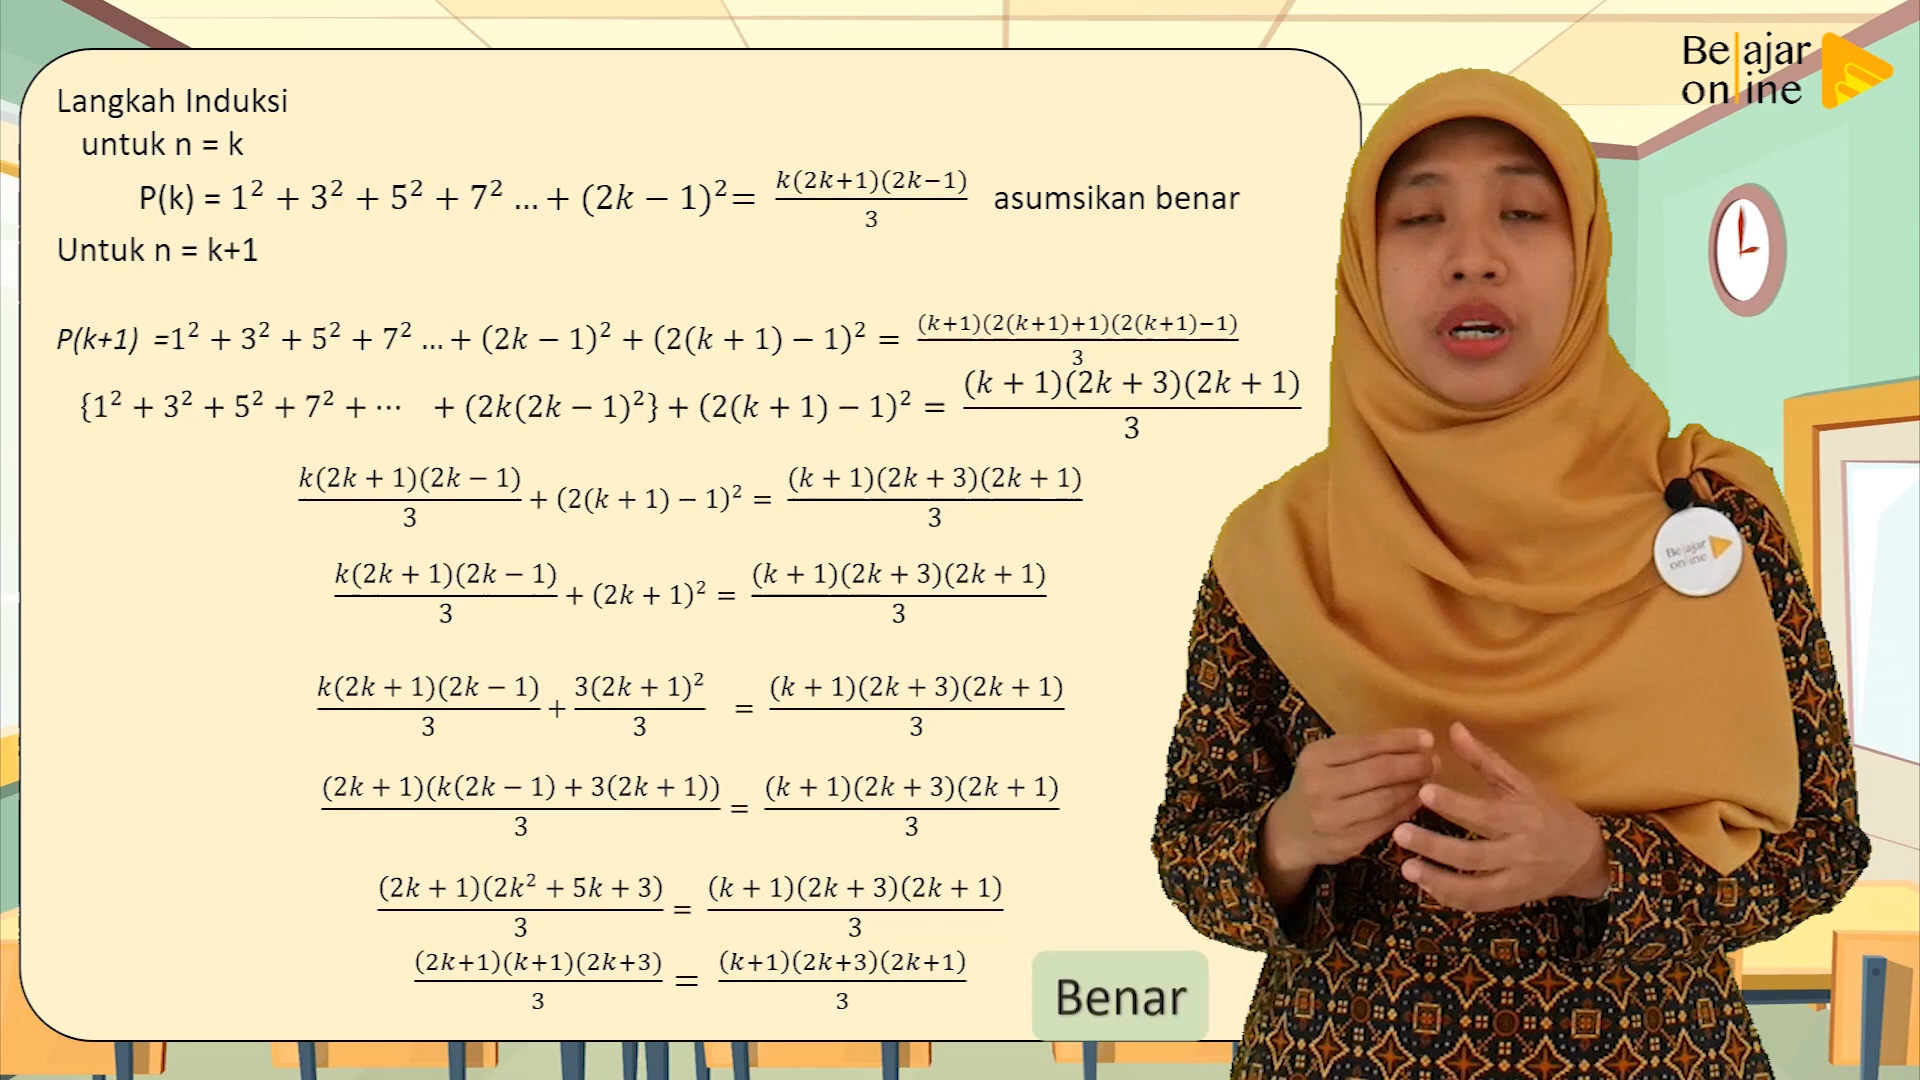 Belajar
online
Langkah Induksi
untuk n = k
P(k) = 1² + 3² + 5² + 7² ... + (2k − 1)² = k(2k+1)(2k−1)/3 asumsikan benar
Untuk n = k+1
P(k+1) =1² + 3² + 5² + 7² ... + (2k − 1)² + (2(k + 1) − 1)² = (k+1)(2(k+1)+1)(2(k+1)−1)/3
{1² + 3² + 5² + 7² + ⋯ + (2k(2k − 1)²} + (2(k + 1) − 1)² = (k + 1)(2k + 3)(2k + 1)/3
k(2k + 1)(2k − 1)/3 + (2(k + 1) − 1)² = (k + 1)(2k + 3)(2k + 1)/3
k(2k + 1)(2k − 1)/3 + (2k + 1)² = (k + 1)(2k + 3)(2k + 1)/3
k(2k + 1)(2k − 1)/3 + 3(2k + 1)²/3 = (k + 1)(2k + 3)(2k + 1)/3
(2k + 1)(k(2k − 1) + 3(2k + 1))/3 = (k + 1)(2k + 3)(2k + 1)/3
(2k + 1)(2k² + 5k + 3)/3 = (k + 1)(2k + 3)(2k + 1)/3
(2k+1)(k+1)(2k+3)/3 = (k+1)(2k+3)(2k+1)/3
Benar
Belajar
online